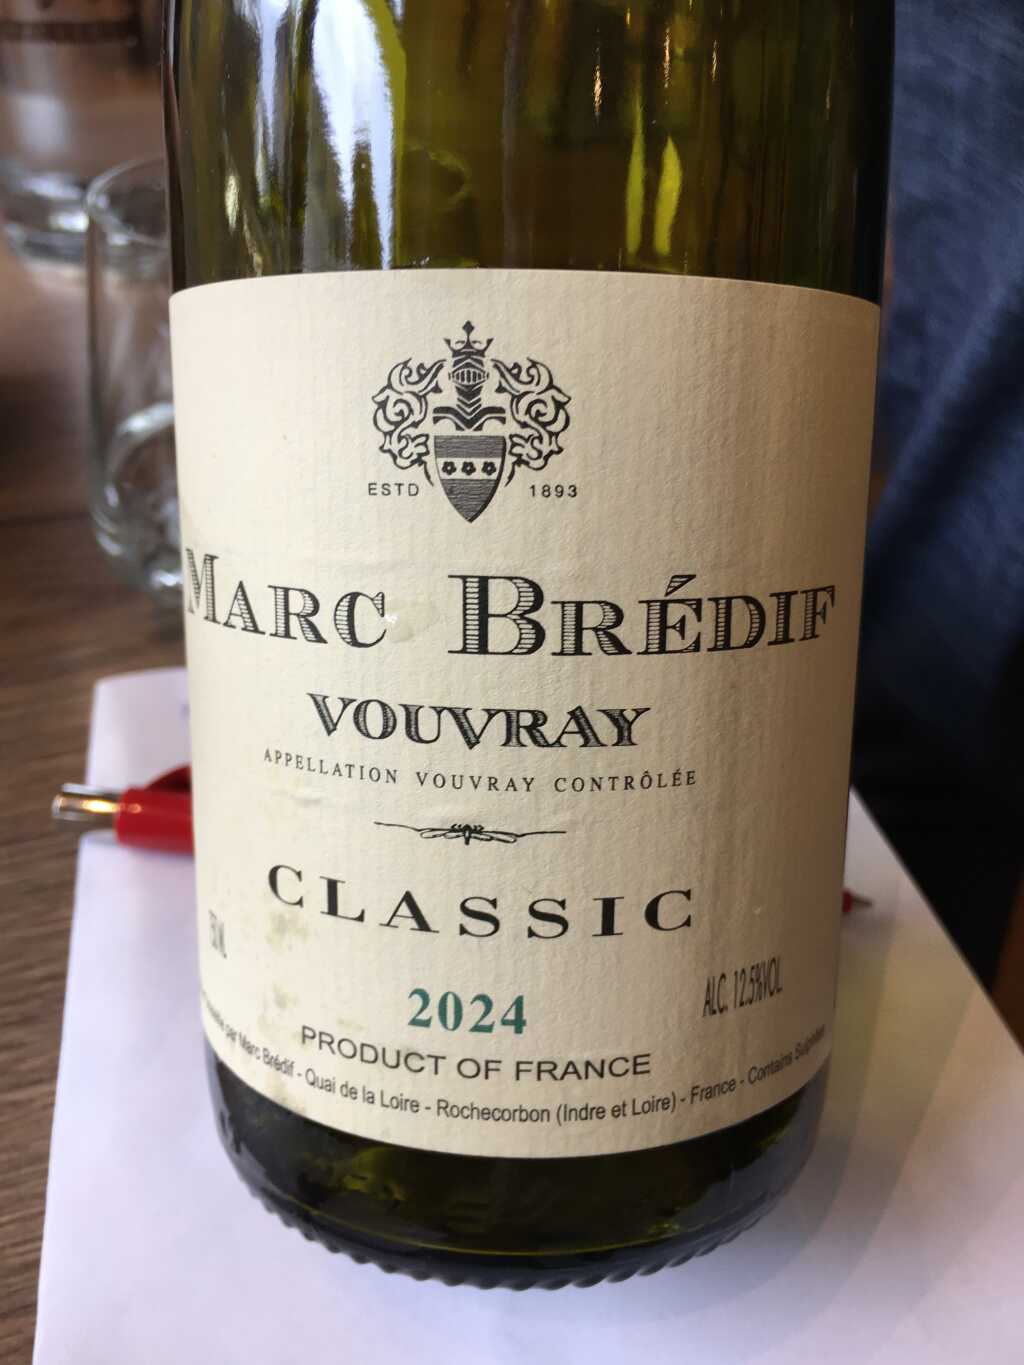 ESTD 1893
MARC BRÉDIF
VOUVRAY
APPELLATION VOUVRAY CONTRÔLÉE
CLASSIC
ALC. 12.5%VOL.
2024
PRODUCT OF FRANCE
par Marc Brédif - Quai de la Loire - Rochecorbon (Indre et Loire) - France - Contains Sulphites